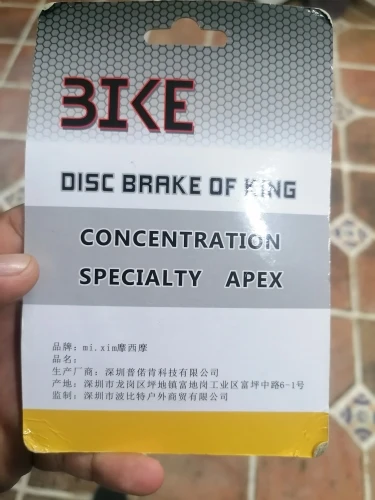 BIKE
DISC BRAKE OF KING
CONCENTRATION
SPECIALTY APEX
品牌：mi.xim摩西摩
品名：
生产厂商：深圳普偌肯科技有限公司
产地：深圳市龙岗区坪地镇富地岗工业区富坪中路6-1号
监制：深圳市波比特户外商贸有限公司